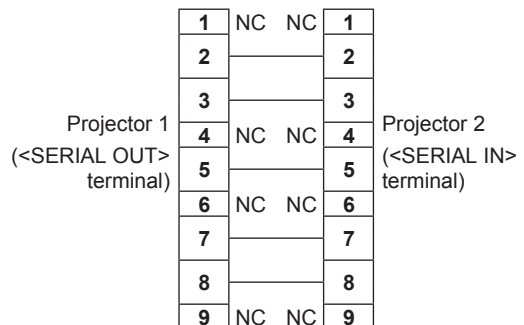 1 NC NC 1
2 2
3 3
Projector 1
(<SERIAL OUT>
terminal)
4 NC NC 4
5 5
Projector 2
(<SERIAL IN>
terminal)
6 NC NC 6
7 7
8 8
9 NC NC 9